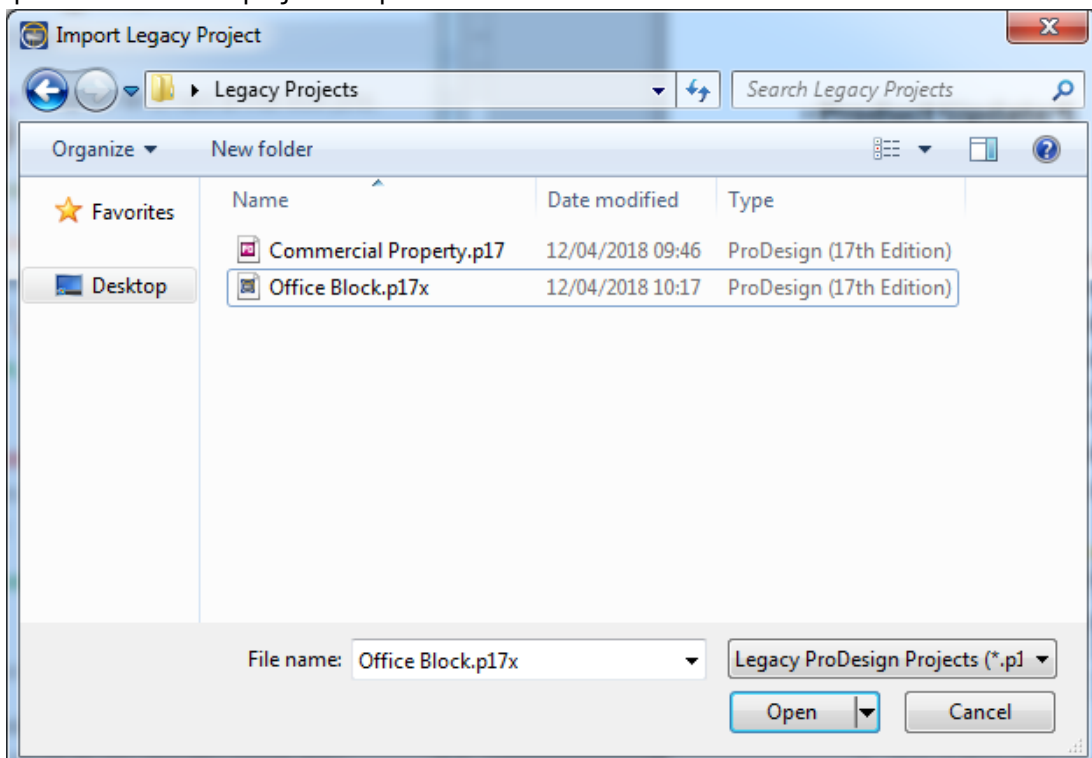 Import Legacy Project
Legacy Projects
Search Legacy Projects
Organize
New folder
Name
Date modified
Type
Favorites
Desktop
Commercial Property.p17 12/04/2018 09:46 ProDesign (17th Edition)
Office Block.p17x 12/04/2018 10:17 ProDesign (17th Edition)
File name: Office Block.p17x
Legacy ProDesign Projects (*.p1
Open
Cancel